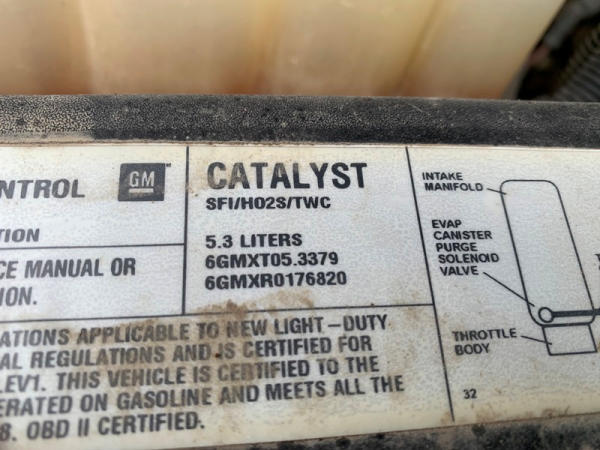 NTROL GM
TION
CE MANUAL OR
ION.
CATALYST
SFI/HO2S/TWC
5.3 LITERS
6GMXT05.3379
6GMXR0176820
ATIONS APPLICABLE TO NEW LIGHT-DUTY
AL REGULATIONS AND IS CERTIFIED FOR
LEV1. THIS VEHICLE IS CERTIFIED TO THE
ERATED ON GASOLINE AND MEETS ALL THE
8. OBD II CERTIFIED.
INTAKE
MANIFOLD
EVAP
CANISTER
PURGE
SOLENOID
VALVE
THROTTLE
BODY
32